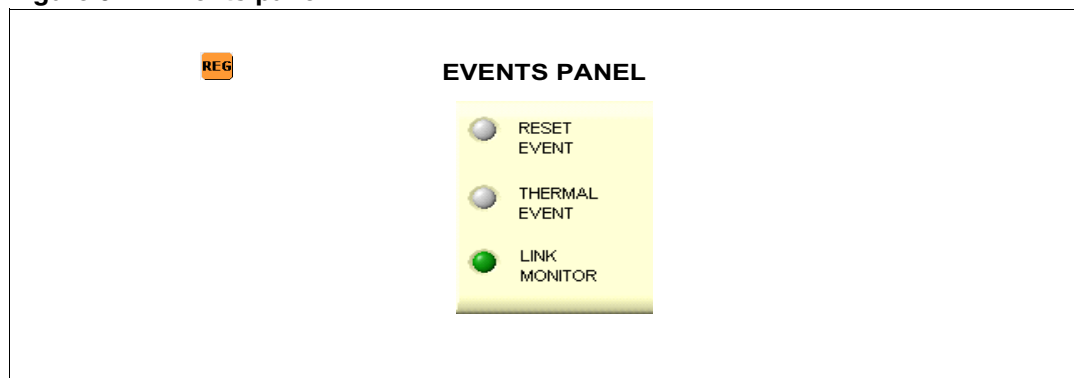 REG
EVENTS PANEL
RESET
EVENT
THERMAL
EVENT
LINK
MONITOR